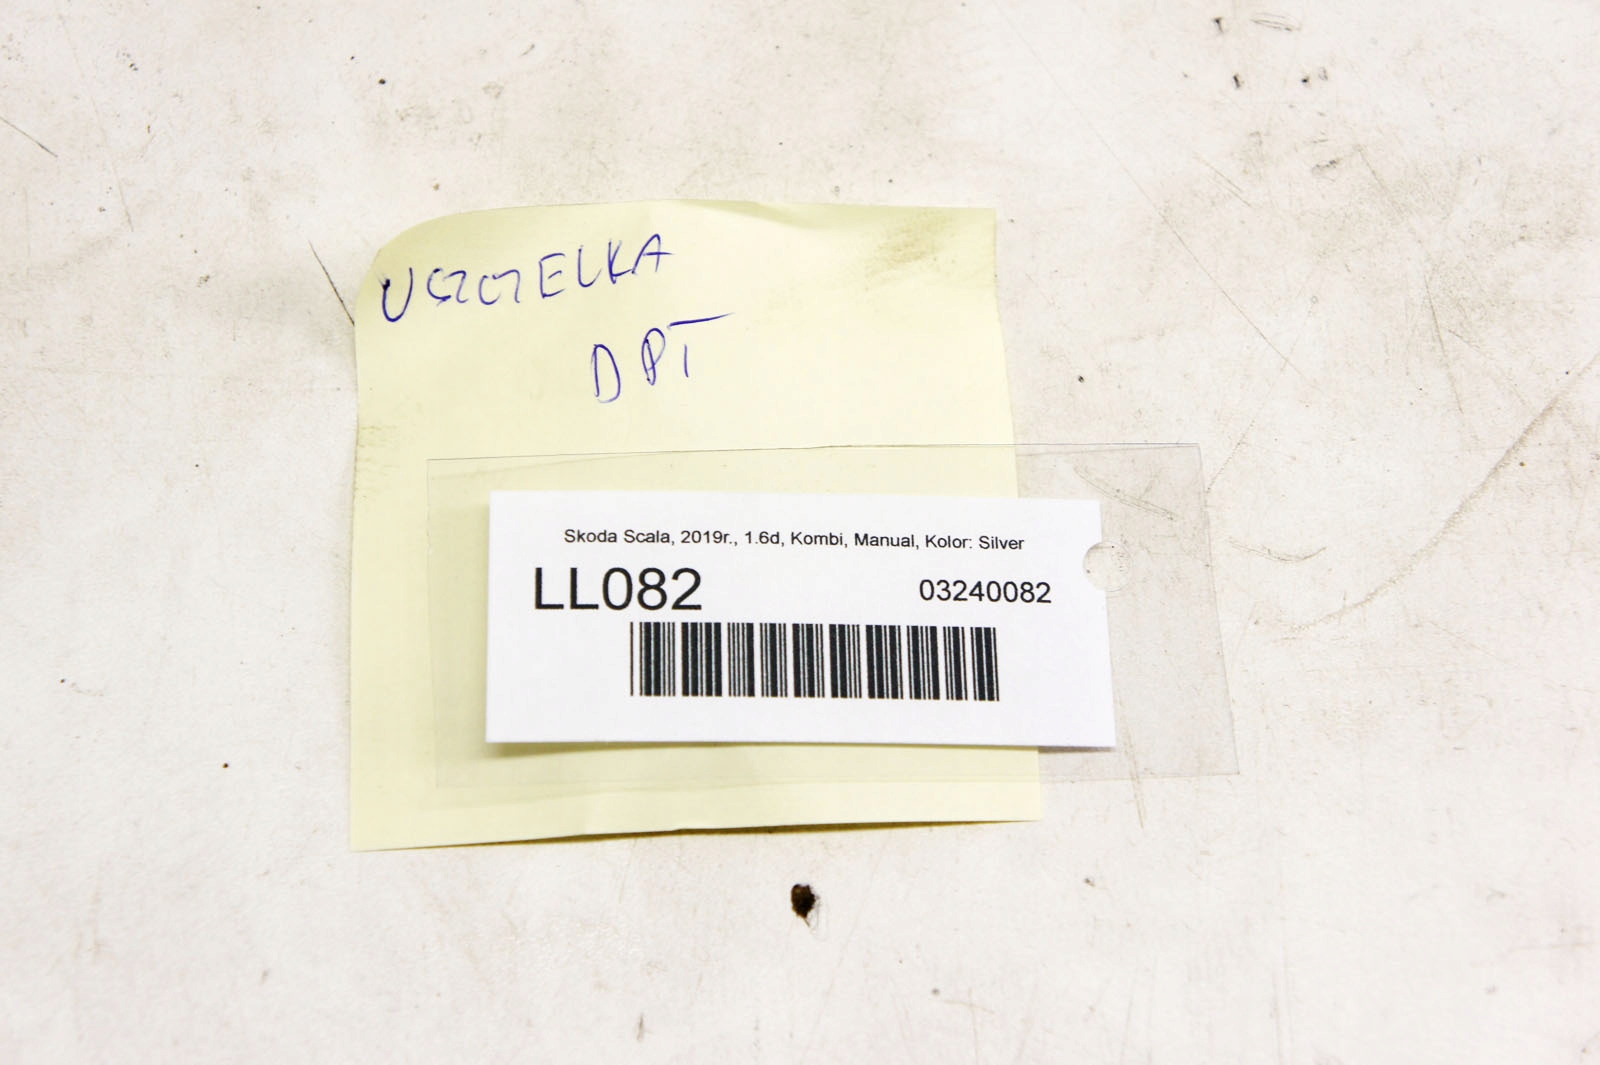 USZCZELKA
DPT
Skoda Scala, 2019r., 1.6d, Kombi, Manual, Kolor: Silver
LL082
03240082